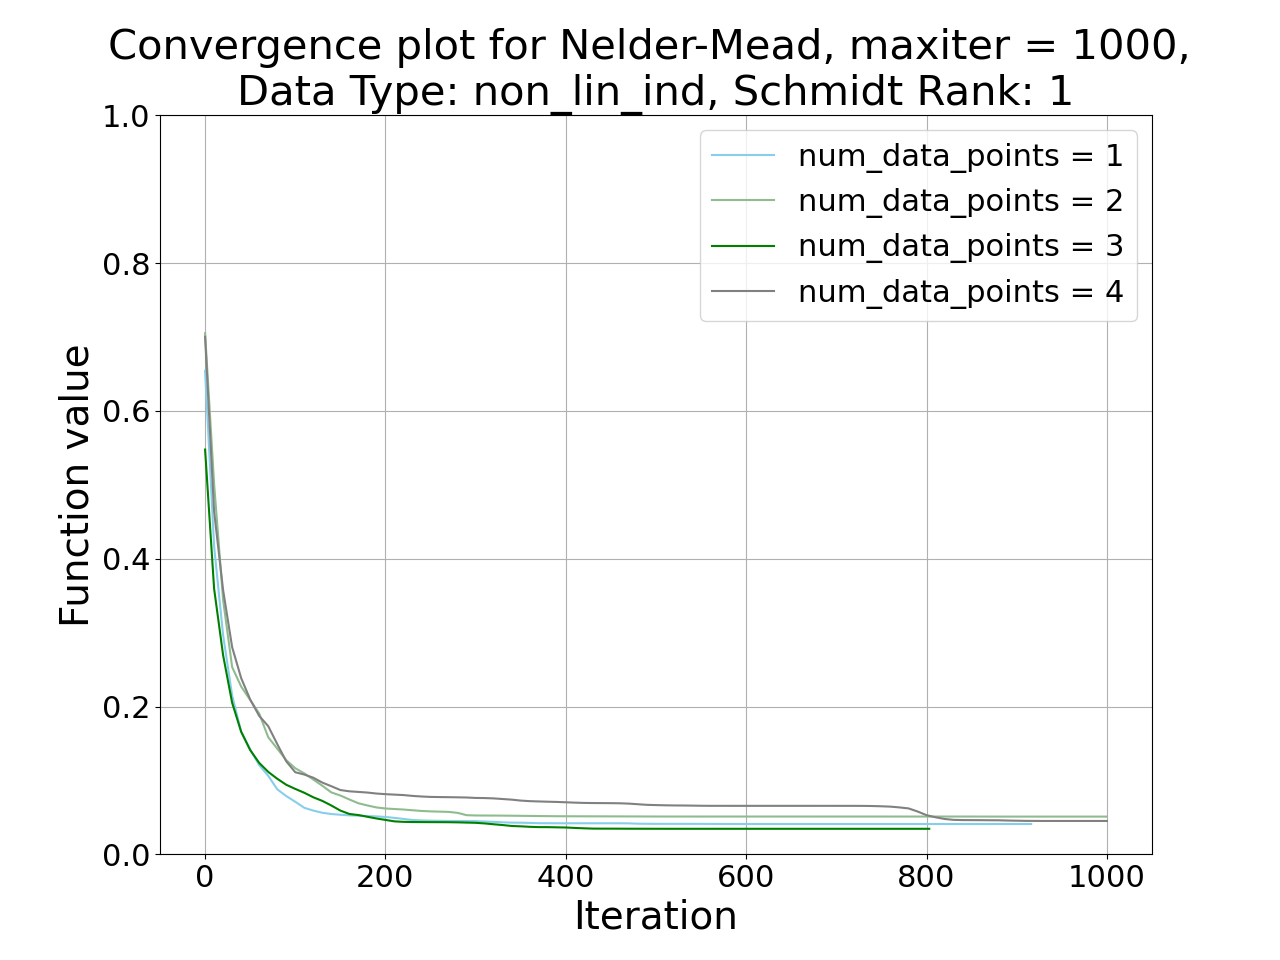 Convergence plot for Nelder-Mead, maxiter = 1000,
Data Type: non_lin_ind, Schmidt Rank: 1
num_data_points = 1
num_data_points = 2
num_data_points = 3
num_data_points = 4
Function value
1.0
0.8
0.6
0.4
0.2
0.0
0 200 400 600 800 1000
Iteration